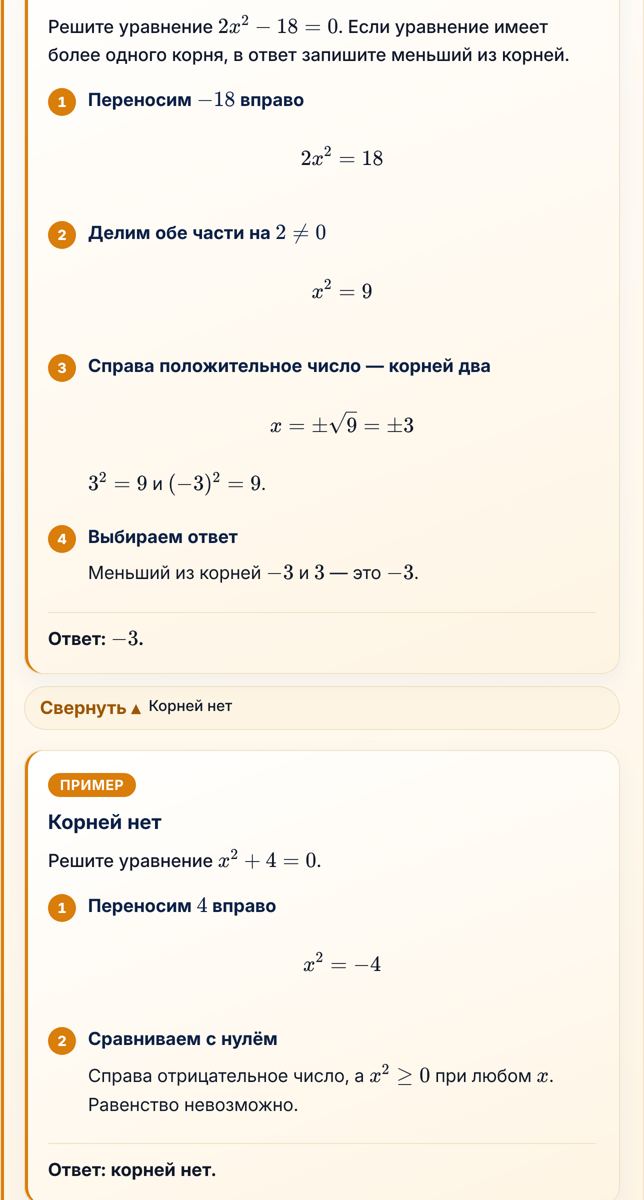 Решите уравнение 2x² − 18 = 0. Если уравнение имеет
более одного корня, в ответ запишите меньший из корней.
1 Переносим −18 вправо
2x² = 18
2 Делим обе части на 2 ≠ 0
x² = 9
3 Справа положительное число — корней два
x = ±√9 = ±3
3² = 9 и (−3)² = 9.
4 Выбираем ответ
Меньший из корней −3 и 3 — это −3.
Ответ: −3.
Свернуть ▲ Корней нет
ПРИМЕР
Корней нет
Решите уравнение x² + 4 = 0.
1 Переносим 4 вправо
x² = −4
2 Сравниваем с нулём
Справа отрицательное число, а x² ≥ 0 при любом x.
Равенство невозможно.
Ответ: корней нет.